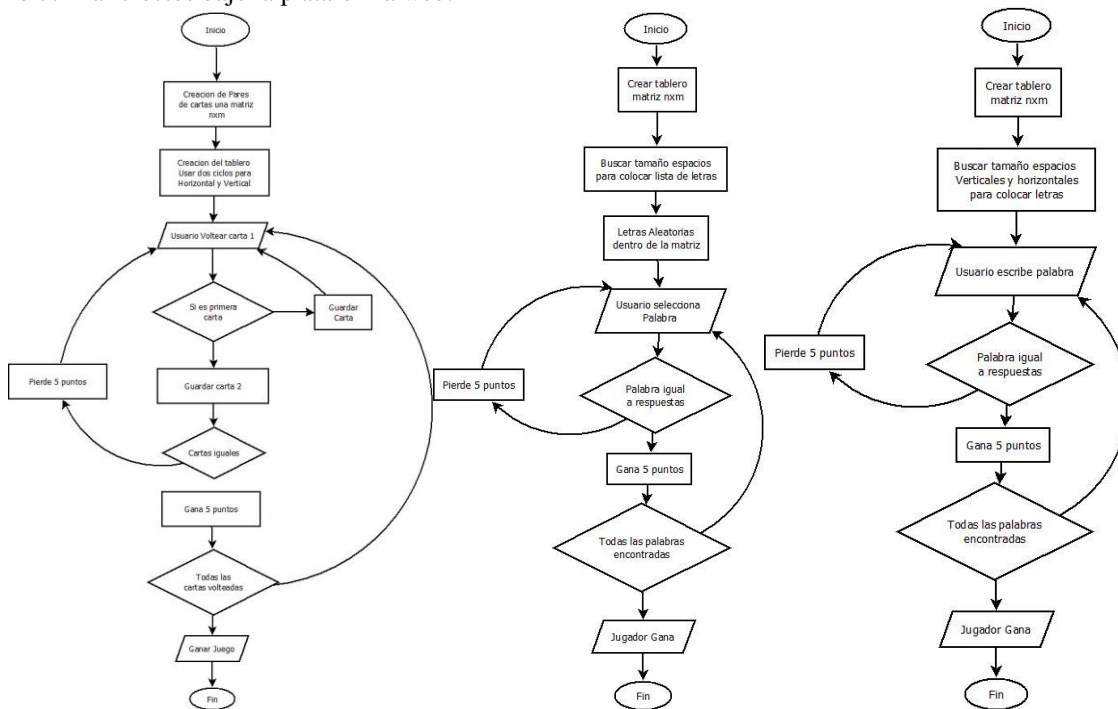 Inicio
Creacion de Pares
de cartas una matriz
nxm
Creacion del tablero
Usar dos ciclos para
Horizontal y Vertical
Usuario Voltear carta 1
Si es primera
carta
Guardar
Carta
Pierde 5 puntos
Guardar carta 2
Cartas iguales
Gana 5 puntos
Todas las
cartas volteadas
Ganar Juego
Fin
Inicio
Crear tablero
matriz nxm
Buscar tamaño espacios
para colocar lista de letras
Letras Aleatorias
dentro de la matriz
Usuario selecciona
Palabra
Pierde 5 puntos
Palabra igual
a respuestas
Gana 5 puntos
Todas las palabras
encontradas
Jugador Gana
Fin
Inicio
Crear tablero
matriz nxm
Buscar tamaño espacios
Verticales y horizontales
para colocar letras
Usuario escribe palabra
Pierde 5 puntos
Palabra igual
a respuestas
Gana 5 puntos
Todas las palabras
encontradas
Jugador Gana
Fin